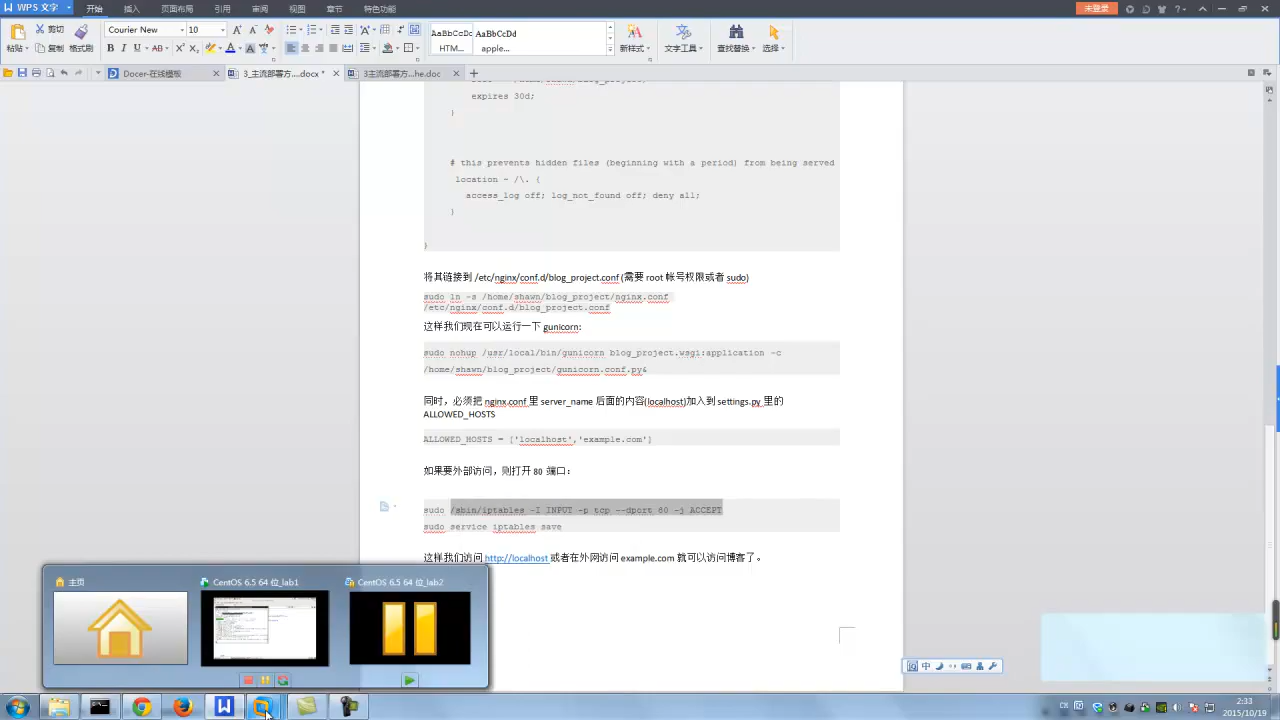 WPS 文字
开始 插入 页面布局 引用 审阅 视图 章节 特色功能
未登录
粘贴 剪切 复制 格式刷
Courier New 10
AaBbCcDc AaBbCcDd
HTM... apple...
新样式 文字工具 查找替换 选择
Docer-在线模板 3_主流部署方....docx * 3主流部署方...he.doc
expires 30d;
}
# this prevents hidden files (beginning with a period) from being served
location ~ /\. {
access_log off; log_not_found off; deny all;
}
}
将其链接到 /etc/nginx/conf.d/blog_project.conf (需要 root 帐号权限或者 sudo)
sudo ln -s /home/shawn/blog_project/nginx.conf
/etc/nginx/conf.d/blog_project.conf
这样我们现在可以运行一下 gunicorn:
sudo nohup /usr/local/bin/gunicorn blog_project.wsgi:application -c
/home/shawn/blog_project/gunicorn.conf.py&
同时，必须把 nginx.conf 里 server_name 后面的内容(localhost)加入到 settings.py 里的
ALLOWED_HOSTS
ALLOWED_HOSTS = ['localhost','example.com']
如果要外部访问，则打开 80 端口：
sudo /sbin/iptables -I INPUT -p tcp --dport 80 -j ACCEPT
sudo service iptables save
这样我们访问 http://localhost 或者在外网访问 example.com 就可以访问博客了。
主页 CentOS 6.5 64 位_lab1 CentOS 6.5 64 位_lab2
中
2:33
2015/10/19